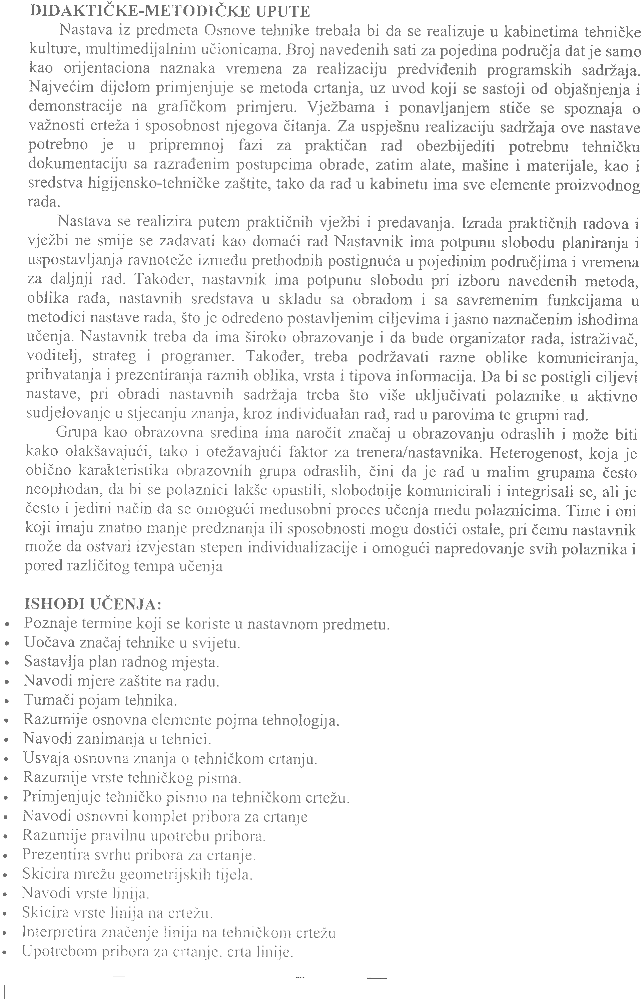 DIDAKTIČKE-METODIČKE UPUTE
Nastava iz predmeta Osnove tehnike trebala bi da se realizuje u kabinetima tehničke
kulture, multimedijalnim učionicama. Broj navedenih sati za pojedina područja dat je samo
kao orijentaciona naznaka vremena za realizaciju predviđenih programskih sadržaja.
Najvećim dijelom primjenjuje se metoda crtanja, uz uvod koji se sastoji od objašnjenja i
demonstracije na grafičkom primjeru. Vježbama i ponavljanjem stiče se spoznaja o
važnosti crteža i sposobnost njegova čitanja. Za uspješnu realizaciju sadržaja ove nastave
potrebno je u pripremnoj fazi za praktičan rad obezbijediti potrebnu tehničku
dokumentaciju sa razrađenim postupcima obrade, zatim alate, mašine i materijale, kao i
sredstva higijensko-tehničke zaštite, tako da rad u kabinetu ima sve elemente proizvodnog
rada.
Nastava se realizira putem praktičnih vježbi i predavanja. Izrada praktičnih radova i
vježbi ne smije se zadavati kao domaći rad Nastavnik ima potpunu slobodu planiranja i
uspostavljanja ravnoteže između prethodnih postignuća u pojedinim područjima i vremena
za daljnji rad. Također, nastavnik ima potpunu slobodu pri izboru navedenih metoda,
oblika rada, nastavnih sredstava u skladu sa obradom i sa savremenim funkcijama u
metodici nastave rada, što je određeno postavljenim ciljevima i jasno naznačenim ishodima
učenja. Nastavnik treba da ima široko obrazovanje i da bude organizator rada, istraživač,
voditelj, strateg i programer. Također, treba podržavati razne oblike komuniciranja,
prihvatanja i prezentiranja raznih oblika, vrsta i tipova informacija. Da bi se postigli ciljevi
nastave, pri obradi nastavnih sadržaja treba što više uključivati polaznike u aktivno
sudjelovanje u stjecanju znanja, kroz individualan rad, rad u parovima te grupni rad.
Grupa kao obrazovna sredina ima naročit značaj u obrazovanju odraslih i može biti
kako olakšavajući, tako i otežavajući faktor za trenera/nastavnika. Heterogenost, koja je
obično karakteristika obrazovnih grupa odraslih, čini da je rad u malim grupama često
neophodan, da bi se polaznici lakše opustili, slobodnije komunicirali i integrisali se, ali je
često i jedini način da se omogući međusobni proces učenja među polaznicima. Time i oni
koji imaju znatno manje predznanja ili sposobnosti mogu dostići ostale, pri čemu nastavnik
može da ostvari izvjestan stepen individualizacije i omogući napredovanje svih polaznika i
pored različitog tempa učenja
ISHODI UČENJA:
• Poznaje termine koji se koriste u nastavnom predmetu.
• Uočava značaj tehnike u svijetu.
• Sastavlja plan radnog mjesta.
• Navodi mjere zaštite na radu.
• Tumači pojam tehnika.
• Razumije osnovna elemente pojma tehnologija.
• Navodi zanimanja u tehnici.
• Usvaja osnovna znanja o tehničkom crtanju.
• Razumije vrste tehničkog pisma.
• Primjenjuje tehničko pismo na tehničkom crtežu.
• Navodi osnovni komplet pribora za crtanje
• Razumije pravilnu upotrebu pribora.
• Prezentira svrhu pribora za crtanje.
• Skicira mrežu geometrijskih tijela.
• Navodi vrste linija.
• Skicira vrste linija na crtežu.
• Interpretira značenje linija na tehničkom crtežu
• Upotrebom pribora za crtanje. crta linije.